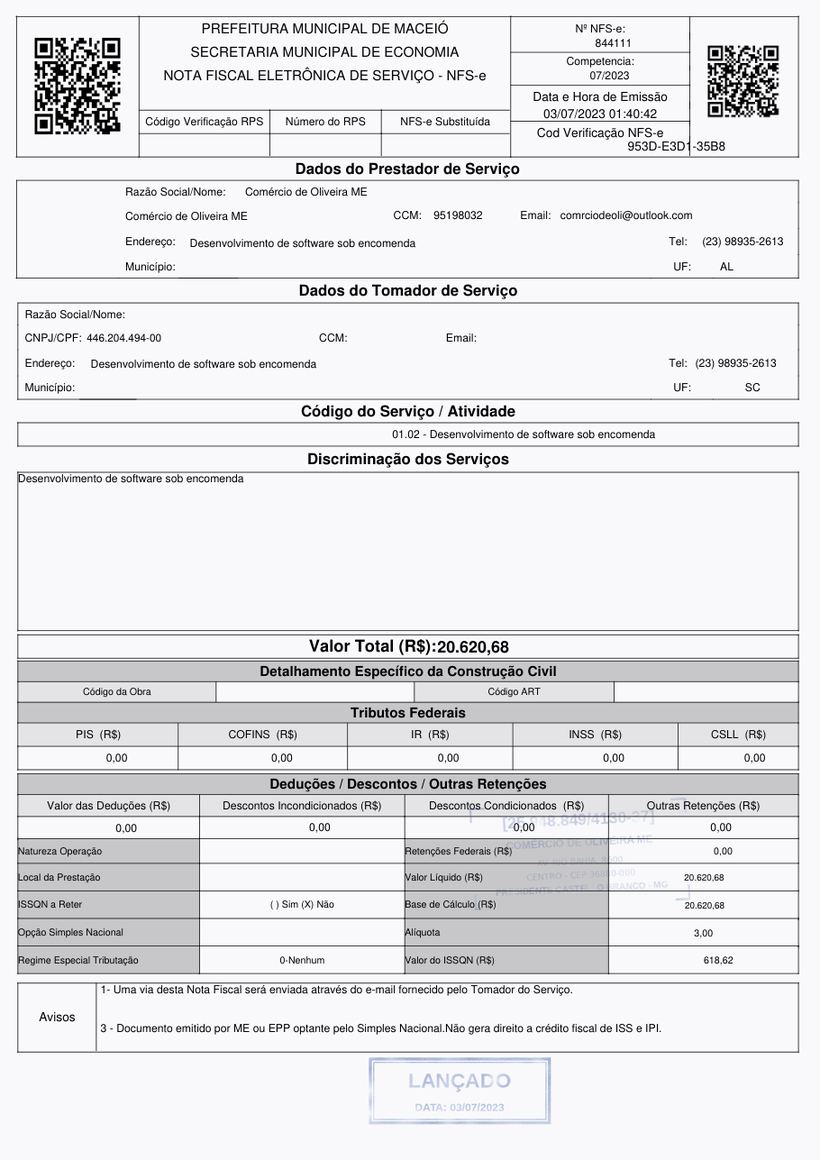 PREFEITURA MUNICIPAL DE MACEIÓ
SECRETARIA MUNICIPAL DE ECONOMIA
NOTA FISCAL ELETRÔNICA DE SERVIÇO - NFS-e
Nº NFS-e:
844111
Competencia:
07/2023
Data e Hora de Emissão
03/07/2023 01:40:42
Cod Verificação NFS-e
953D-E3D1-35B8
Código Verificação RPS Número do RPS NFS-e Substituída
Dados do Prestador de Serviço
Razão Social/Nome: Comércio de Oliveira ME
Comércio de Oliveira ME CCM: 95198032 Email: comrciodeoli@outlook.com
Endereço: Desenvolvimento de software sob encomenda Tel: (23) 98935-2613
Município: UF: AL
Dados do Tomador de Serviço
Razão Social/Nome:
CNPJ/CPF: 446.204.494-00 CCM: Email:
Endereço: Desenvolvimento de software sob encomenda Tel: (23) 98935-2613
Município: UF: SC
Código do Serviço / Atividade
01.02 - Desenvolvimento de software sob encomenda
Discriminação dos Serviços
Desenvolvimento de software sob encomenda
Valor Total (R$):20.620,68
Detalhamento Específico da Construção Civil
Código da Obra Código ART
Tributos Federais
PIS (R$) COFINS (R$) IR (R$) INSS (R$) CSLL (R$)
0,00 0,00 0,00 0,00 0,00
Deduções / Descontos / Outras Retenções
Valor das Deduções (R$) Descontos Incondicionados (R$) Descontos Condicionados (R$) Outras Retenções (R$)
0,00 0,00 0,00 0,00
Natureza Operação Retenções Federais (R$) 0,00
Local da Prestação Valor Líquido (R$) 20.620,68
ISSQN a Reter ( ) Sim (X) Não Base de Cálculo (R$) 20.620,68
Opção Simples Nacional Alíquota 3,00
Regime Especial Tributação 0-Nenhum Valor do ISSQN (R$) 618,62
COMÉRCIO DE OLIVEIRA ME
PRESIDENTE BRANCO - MG
Avisos
1- Uma via desta Nota Fiscal será enviada através do e-mail fornecido pelo Tomador do Serviço.
3 - Documento emitido por ME ou EPP optante pelo Simples Nacional.Não gera direito a crédito fiscal de ISS e IPI.
LANÇADO
DATA: 03/07/2023